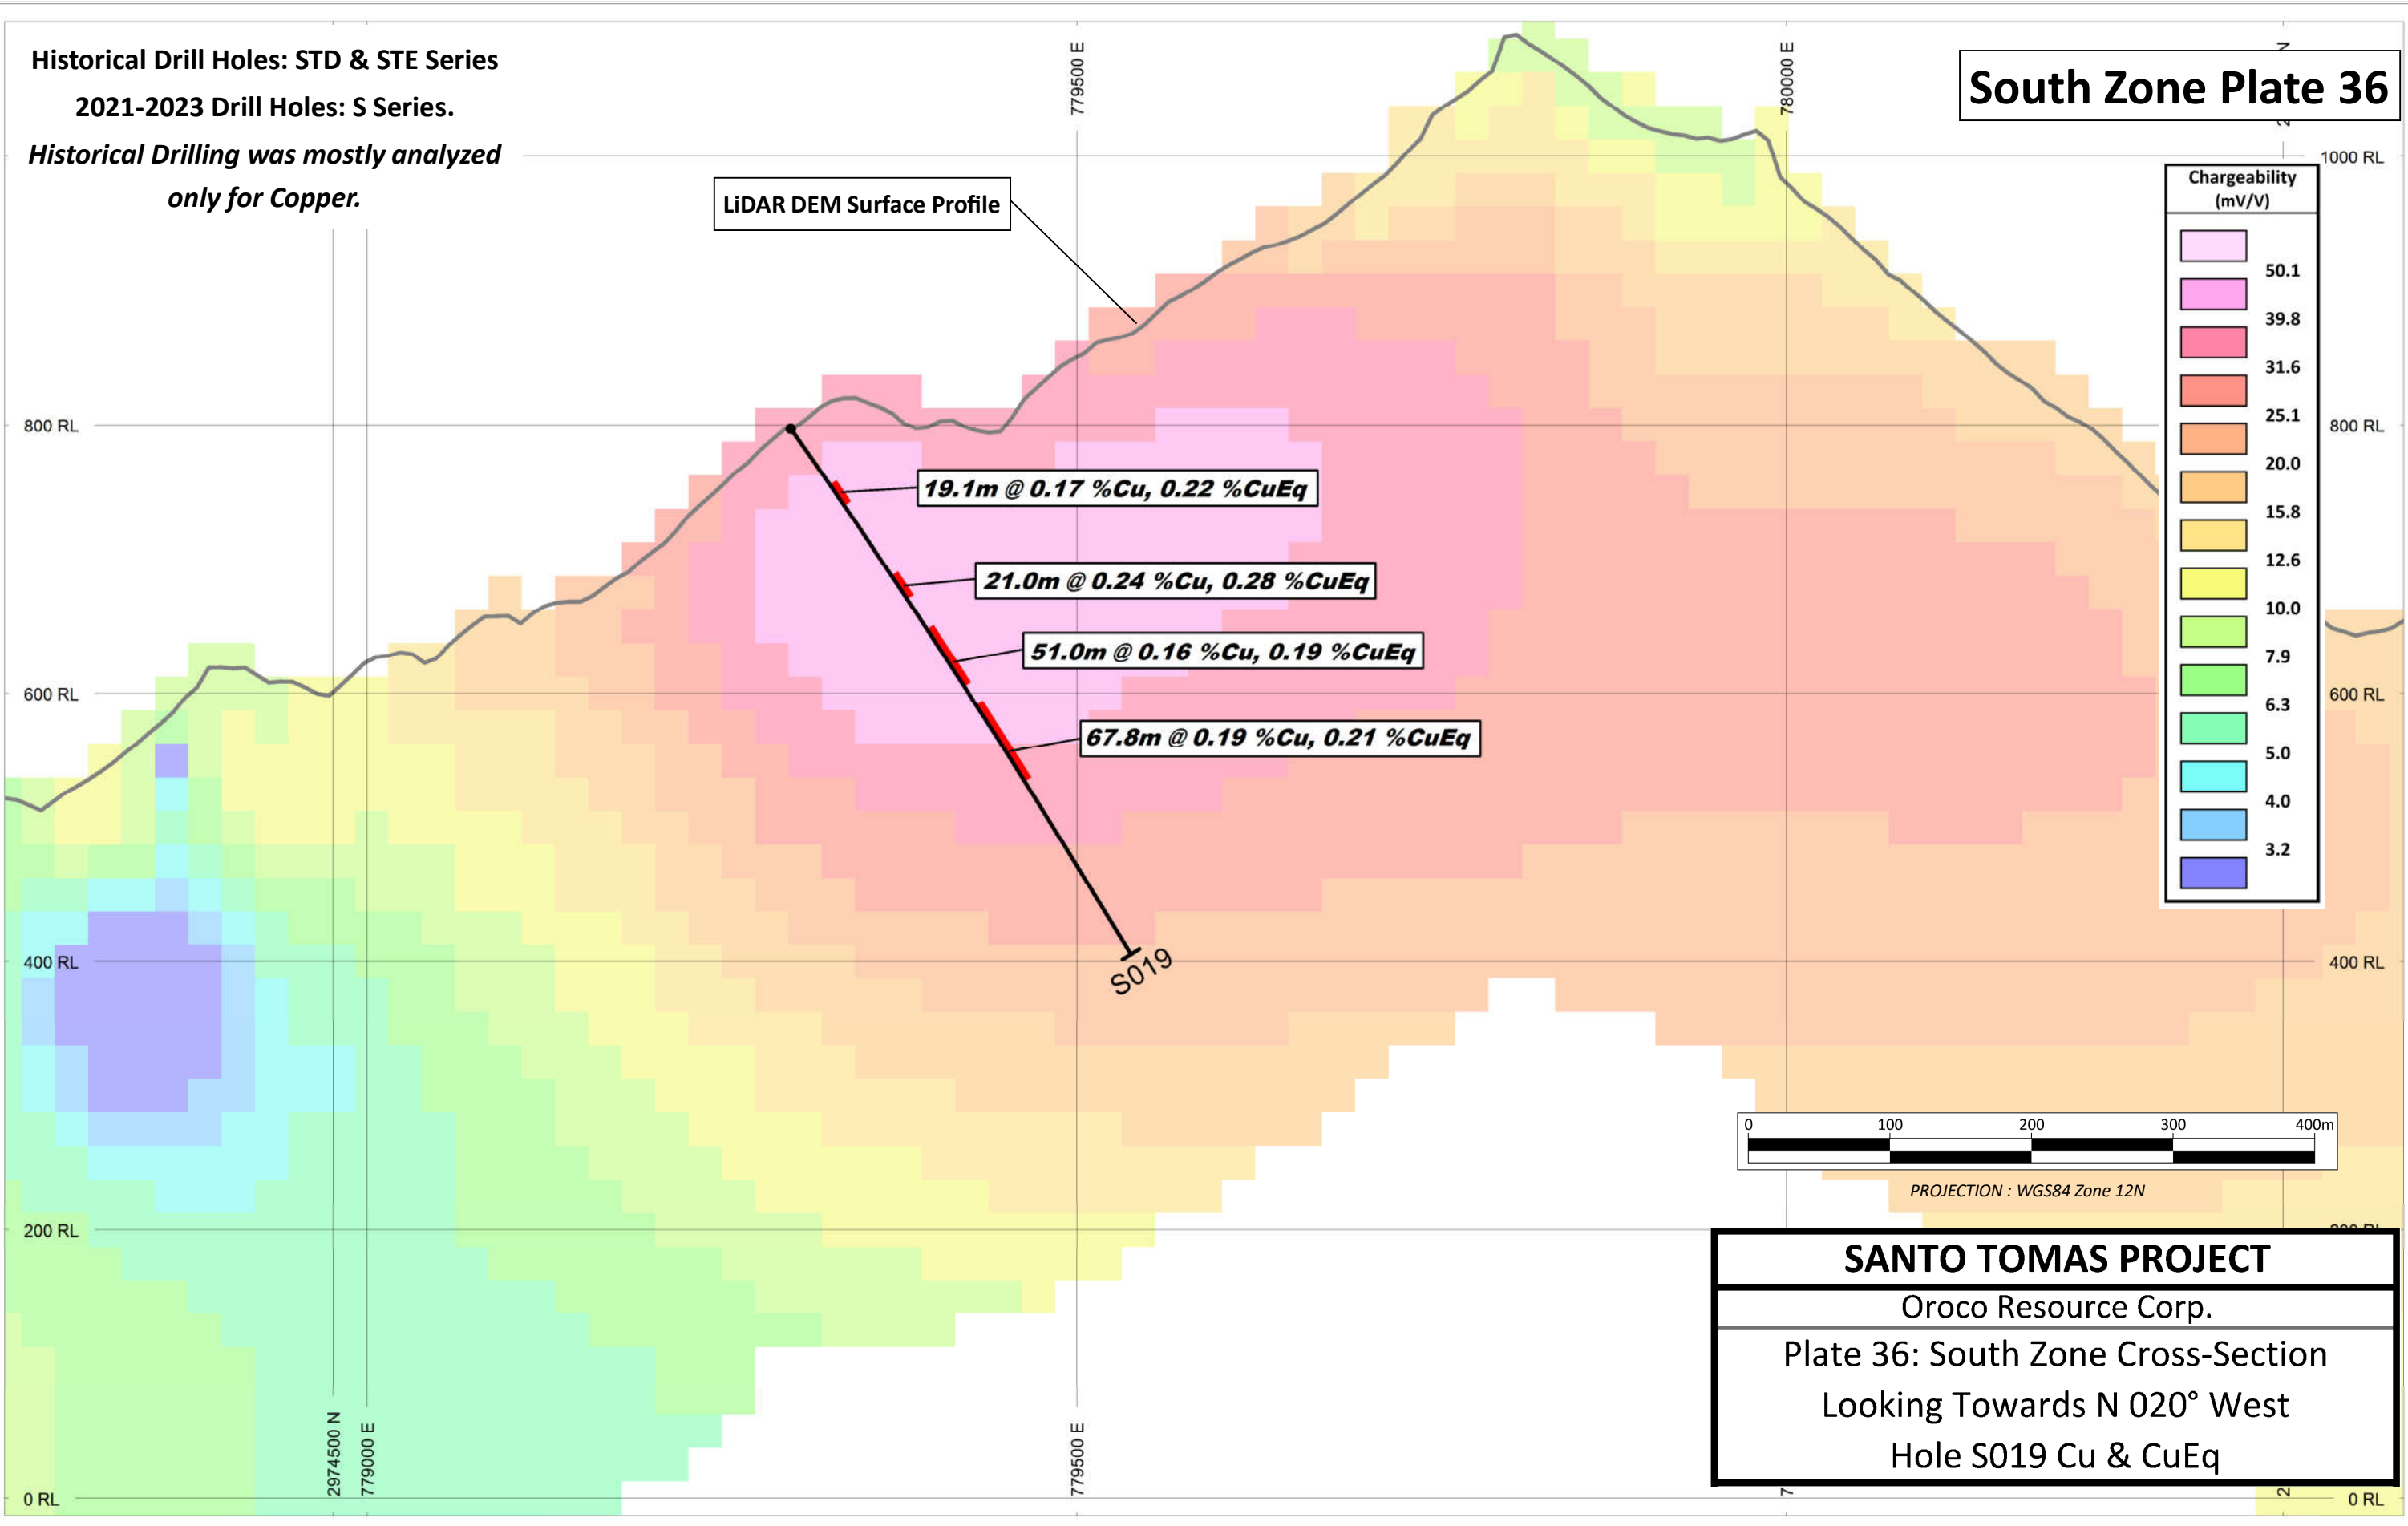 Historical Drill Holes: STD & STE Series
2021-2023 Drill Holes: S Series.
Historical Drilling was mostly analyzed
only for Copper.
LiDAR DEM Surface Profile
779500 E
780000 E
N
South Zone Plate 36
1000 RL
Chargeability
(mV/V)
50.1
39.8
31.6
25.1
20.0
15.8
12.6
10.0
7.9
6.3
5.0
4.0
3.2
800 RL
800 RL
19.1m @ 0.17 %Cu, 0.22 %CuEq
21.0m @ 0.24 %Cu, 0.28 %CuEq
51.0m @ 0.16 %Cu, 0.19 %CuEq
67.8m @ 0.19 %Cu, 0.21 %CuEq
600 RL
600 RL
400 RL
400 RL
S019
0 100 200 300 400m
PROJECTION : WGS84 Zone 12N
200 RL
SANTO TOMAS PROJECT
Oroco Resource Corp.
Plate 36: South Zone Cross-Section
Looking Towards N 020° West
Hole S019 Cu & CuEq
2974500 N
779000 E
779500 E
7
2
0 RL
0 RL